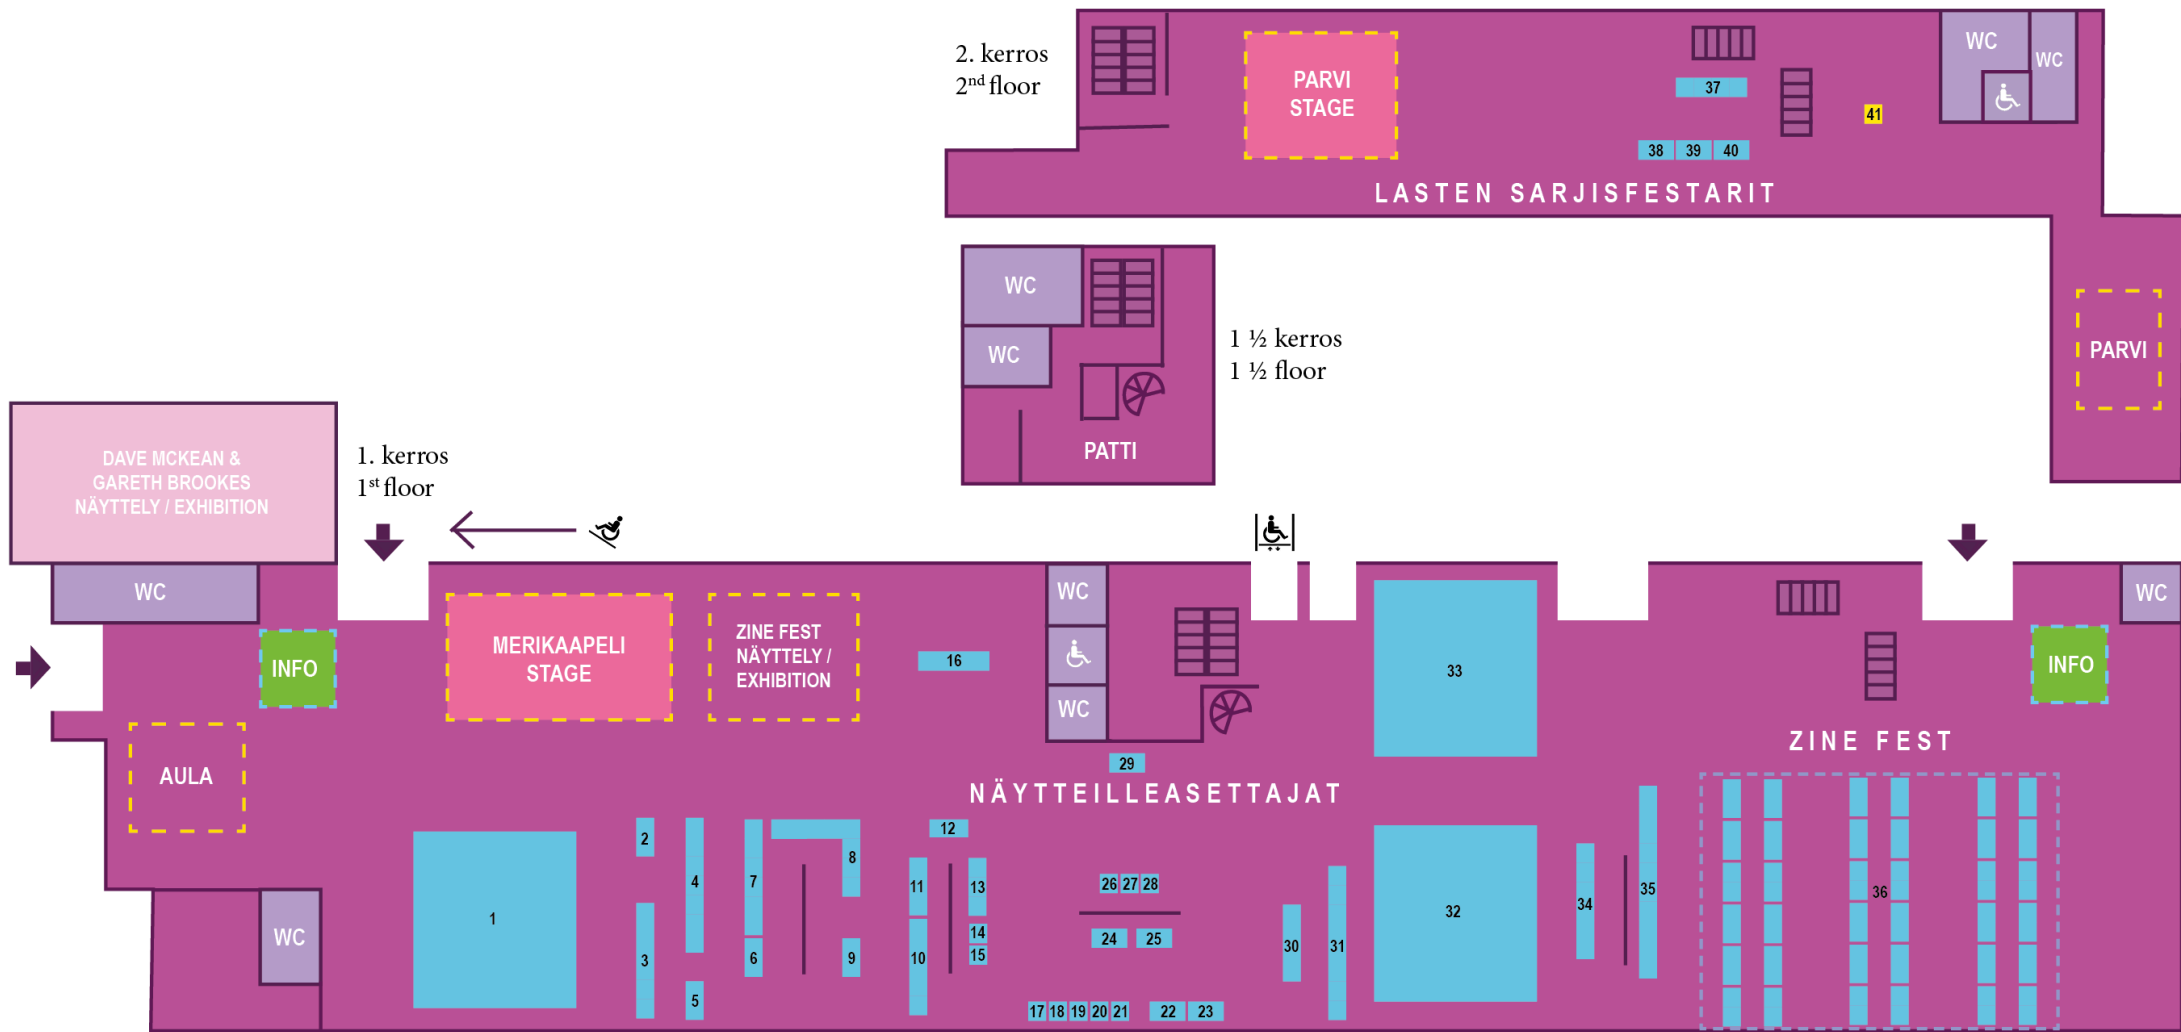 2. kerros
2nd floor
PARVI
STAGE
WC
WC
37
41
38 39 40
LASTEN SARJISFESTARIT
PARVI
WC
WC
1 ½ kerros
1 ½ floor
PATTI
DAVE MCKEAN &
GARETH BROOKES
NÄYTTELY / EXHIBITION
1. kerros
1st floor
WC
INFO
AULA
WC
MERIKAAPELI
STAGE
ZINE FEST
NÄYTTELY /
EXHIBITION
16
WC
WC
29
NÄYTTEILLEASETTAJAT
33
WC
INFO
ZINE FEST
1
2
3
4
5
7
6
8
9
11
10
12
13
14
15
26 27 28
24 25
17 18 19 20 21 22 23
30
31
32
34
35
36